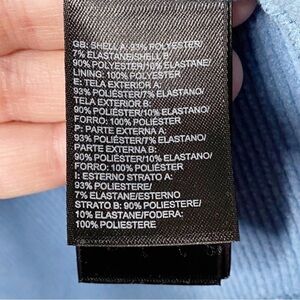 GB: SHELL A: 93% POLYESTER/
7% ELASTANE/SHELL B:
90% POLYESTER/10% ELASTANE/
LINING: 100% POLYESTER
E: TELA EXTERIOR A:
93% POLIÉSTER/7% ELASTANO/
TELA EXTERIOR B:
90% POLIÉSTER/10% ELASTANO/
FORRO: 100% POLIÉSTER
P: PARTE EXTERNA A:
93% POLIÉSTER/7% ELASTANO/
PARTE EXTERNA B:
90% POLIÉSTER/10% ELASTANO/
FORRO: 100% POLIÉSTER
I: ESTERNO STRATO A:
93% POLIESTERE/
7% ELASTANE/ESTERNO
STRATO B: 90% POLIESTERE/
10% ELASTANE/FODERA:
100% POLIESTERE